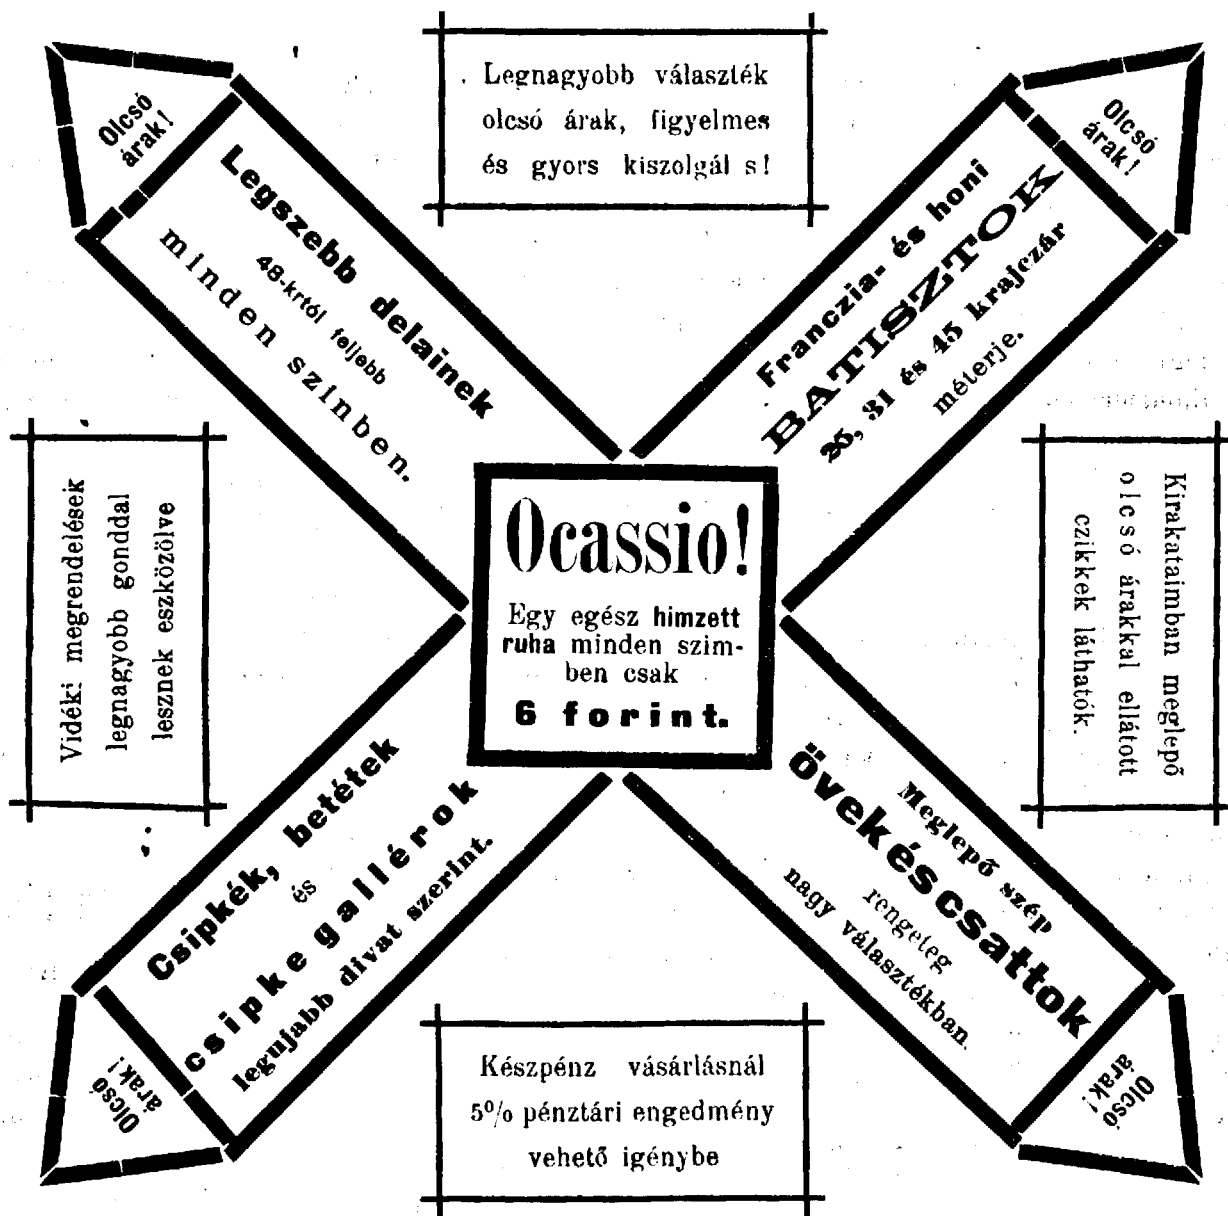 Legnagyobb választék
olcsó árak, figyelmes
és gyors kiszolgál s!
Olcsó
árak!
Legszebb delainek
48-krtól feljebb
minden szinben.
Olcsó
árak!
Franczia- és honi
BATISZTOK
25, 31 és 45 krajczár
méterje.
Vidéki megrendelések
legnagyobb gonddal
lesznek eszközölve
Ocassio!
Egy egész himzett
ruha minden szim-
ben csak
6 forint.
Kirakataimban meglepő
olcsó árakkal ellátott
czikkek láthatók.
Csipkék, betétek
és
csipke gallérok
legujabb divat szerint.
Olcsó
árak!
Meglepő szép
övekéscsattok
rengeteg
nagy választékban.
Olcsó
árak!
Készpénz vásárlásnál
5% pénztári engedmény
vehető igénybe